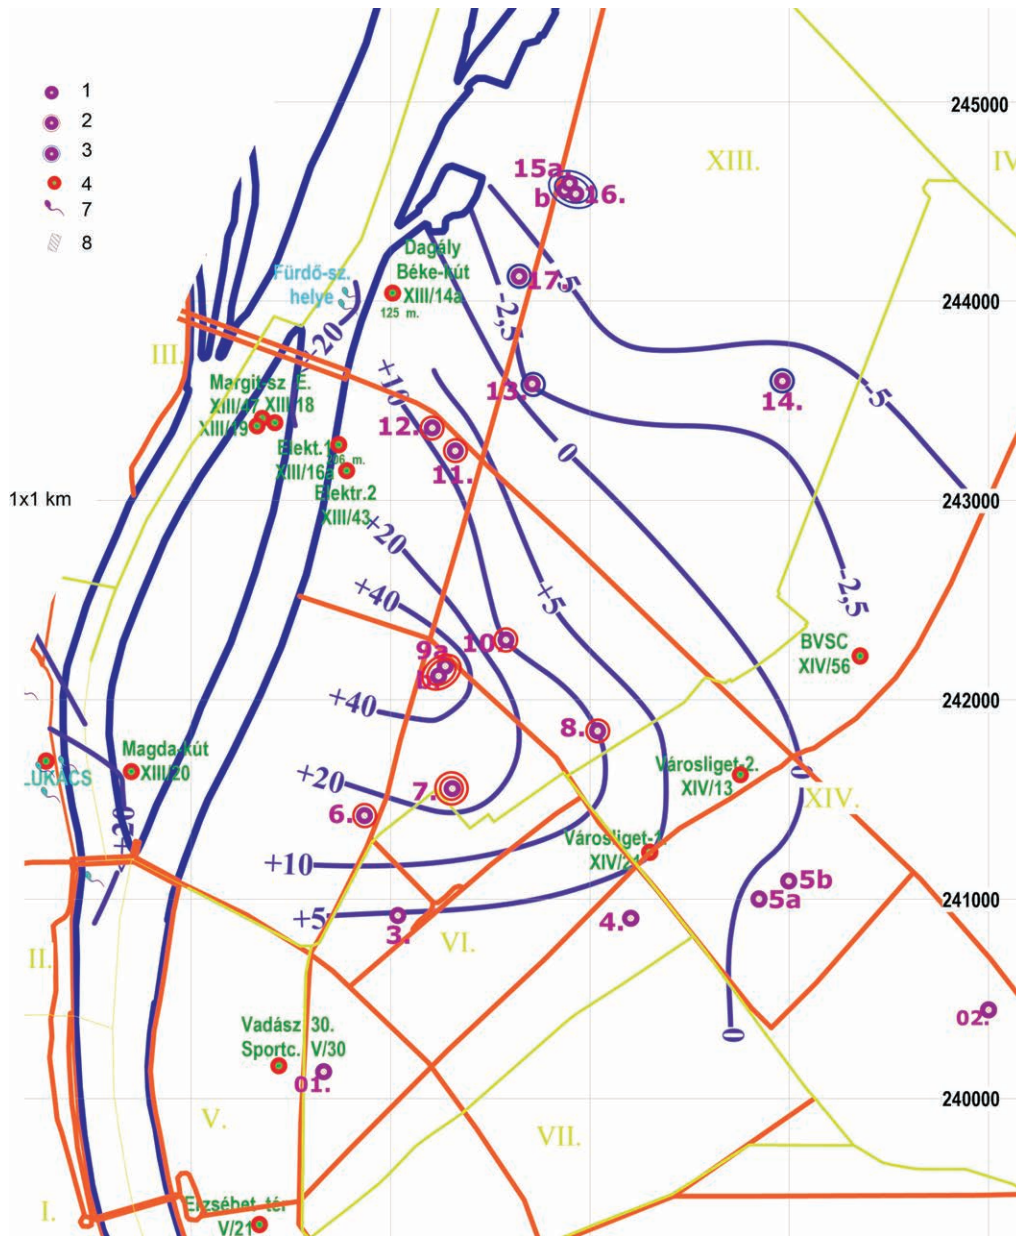 1
2
3
4
7
8
245000
244000
243000
242000
241000
240000
1x1 km
XIII.
IV
III.
II.
I.
V.
VI.
VII.
XIV.
15a.
b
16.
17.
13.
14.
12.
11.
10.
9a
b.
8.
7.
6.
3.
4.
5b
5a
01.
02.
Dagály
Béke-kút
XIII/14a
125 m.
Fürdő-sz.
helye
Margit-sz E.
XIII/47 XIII/18
XIII/19
Elekt.1
XIII/16a
Elektr.2
XIII/43
Magda-kút
XIII/20
LUKÁCS
BVSC
XIV/56
Városliget-2.
XIV/13
Városliget-1
XIV/21
Vadász 30.
Sportc. V/30
Erzsébet tér
V/21
-5
-2,5
0
-5
-2,5
+10
+20
+40
+5
+40
+20
+10
+5
+20
0
0